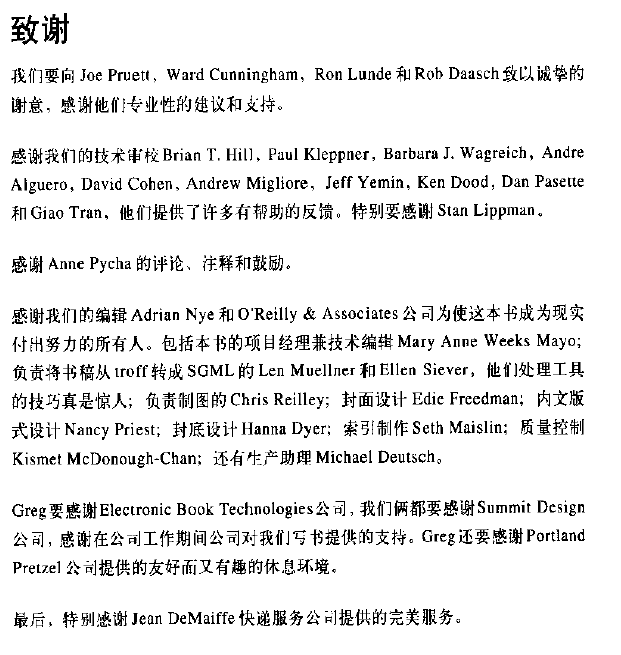 致谢
我们要向 Joe Pruett，Ward Cunningham，Ron Lunde 和 Rob Daasch 致以诚挚的
谢意，感谢他们专业性的建议和支持。
感谢我们的技术审校 Brian T. Hill，Paul Kleppner，Barbara J. Wagreich，Andre
Alguero，David Cohen，Andrew Migliore，Jeff Yemin，Ken Dood，Dan Pasette
和 Giao Tran，他们提供了许多有帮助的反馈。特别要感谢 Stan Lippman。
感谢 Anne Pycha 的评论、注释和鼓励。
感谢我们的编辑 Adrian Nye 和 O'Reilly & Associates 公司为使这本书成为现实
付出努力的所有人。包括本书的项目经理兼技术编辑 Mary Anne Weeks Mayo；
负责将书稿从 troff 转成 SGML 的 Len Muellner 和 Ellen Siever，他们处理工具
的技巧真是惊人；负责制图的 Chris Reilley；封面设计 Edie Freedman；内文版
式设计 Nancy Priest；封底设计 Hanna Dyer；索引制作 Seth Maislin；质量控制
Kismet McDonough-Chan；还有生产助理 Michael Deutsch。
Greg 要感谢 Electronic Book Technologies 公司，我们俩都要感谢 Summit Design
公司，感谢在公司工作期间公司对我们写书提供的支持。Greg 还要感谢 Portland
Pretzel 公司提供的友好而又有趣的休息环境。
最后，特别感谢 Jean DeMaiffe 快递服务公司提供的完美服务。